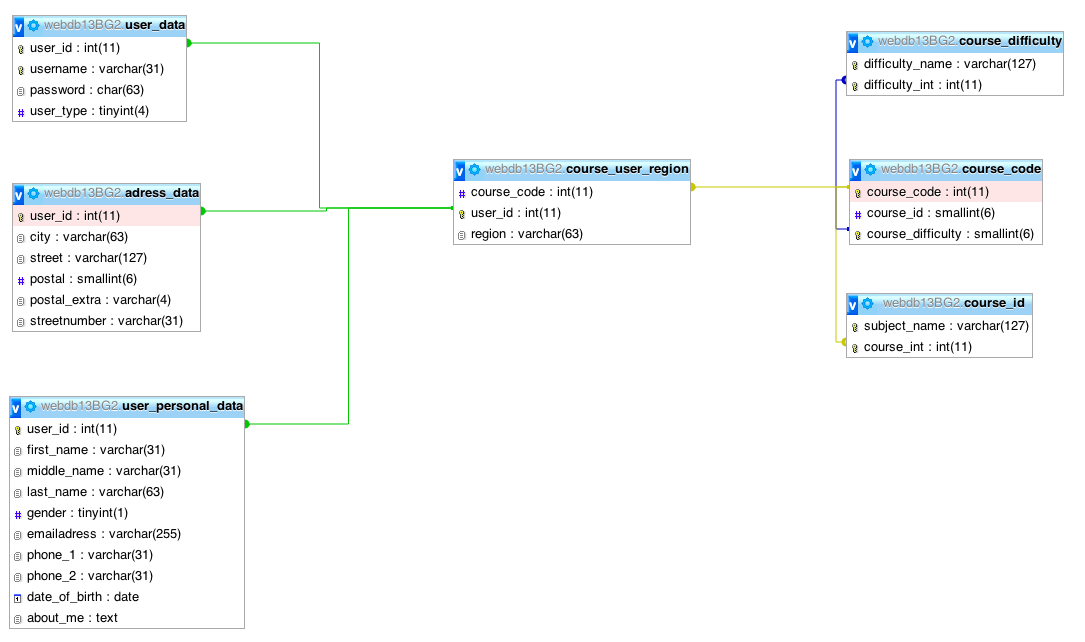 webdb13BG2.user_data
user_id : int(11)
username : varchar(31)
password : char(63)
user_type : tinyint(4)
webdb13BG2.adress_data
user_id : int(11)
city : varchar(63)
street : varchar(127)
postal : smallint(6)
postal_extra : varchar(4)
streetnumber : varchar(31)
webdb13BG2.user_personal_data
user_id : int(11)
first_name : varchar(31)
middle_name : varchar(31)
last_name : varchar(63)
gender : tinyint(1)
emailadress : varchar(255)
phone_1 : varchar(31)
phone_2 : varchar(31)
date_of_birth : date
about_me : text
webdb13BG2.course_user_region
course_code : int(11)
user_id : int(11)
region : varchar(63)
webdb13BG2.course_difficulty
difficulty_name : varchar(127)
difficulty_int : int(11)
webdb13BG2.course_code
course_code : int(11)
course_id : smallint(6)
course_difficulty : smallint(6)
webdb13BG2.course_id
subject_name : varchar(127)
course_int : int(11)